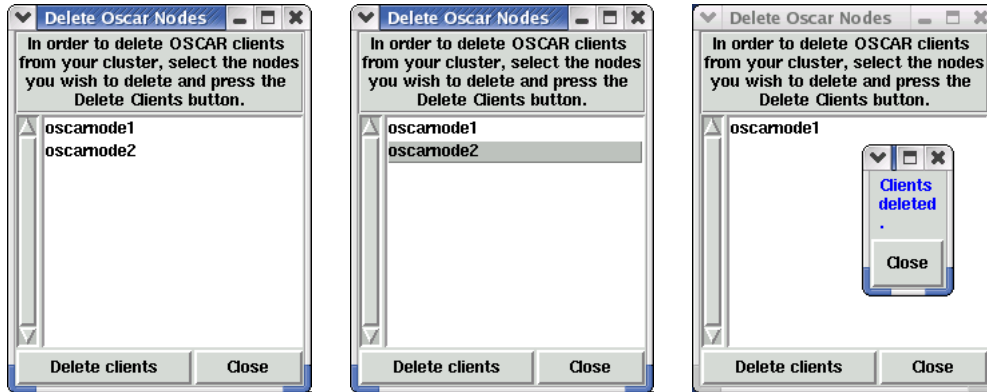 Delete Oscar Nodes
In order to delete OSCAR clients
from your cluster, select the nodes
you wish to delete and press the
Delete Clients button.
oscarnode1
oscarnode2
Delete clients
Close
Delete Oscar Nodes
In order to delete OSCAR clients
from your cluster, select the nodes
you wish to delete and press the
Delete Clients button.
oscarnode1
oscarnode2
Delete clients
Close
Delete Oscar Nodes
In order to delete OSCAR clients
from your cluster, select the nodes
you wish to delete and press the
Delete Clients button.
oscarnode1
Clients
deleted
.
Close
Delete clients
Close